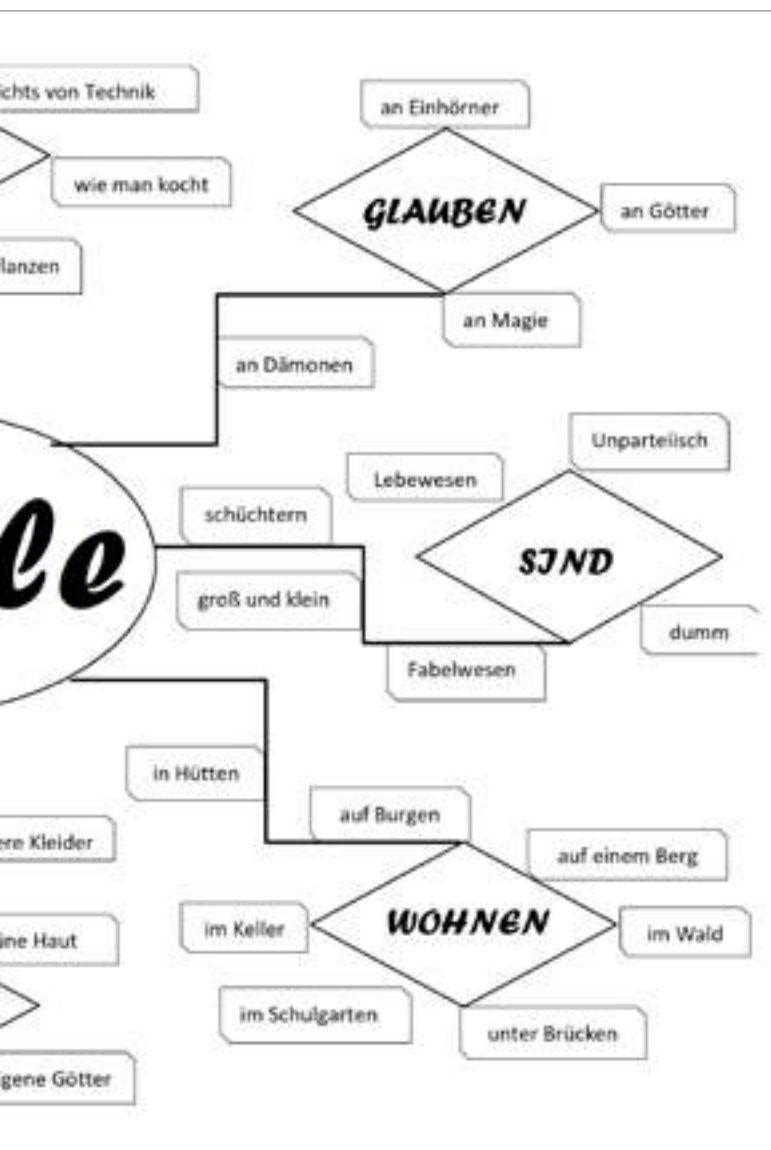 ichts von Technik
wie man kocht
flanzen
an Einhörner
GLAUBEN
an Götter
an Magie
an Dämonen
le
schüchtern
groß und klein
Lebewesen
Unparteiisch
SIND
dumm
Fabelwesen
in Hütten
auf Burgen
auf einem Berg
WOHNEN
im Keller
im Wald
im Schulgarten
unter Brücken
ere Kleider
üne Haut
igene Götter